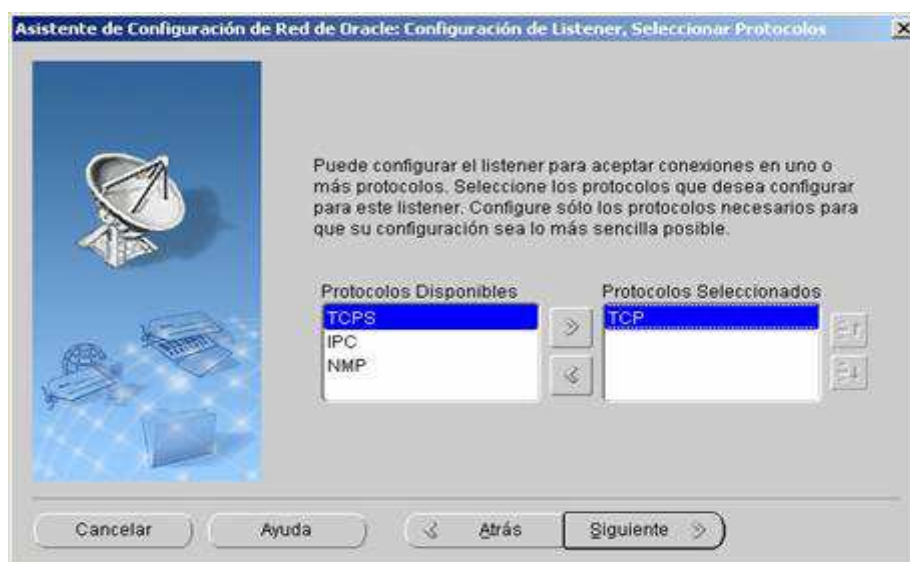 Asistente de Configuración de Red de Oracle: Configuración de Listener, Seleccionar Protocolos
Puede configurar el listener para aceptar conexiones en uno o
más protocolos. Seleccione los protocolos que desea configurar
para este listener. Configure sólo los protocolos necesarios para
que su configuración sea lo más sencilla posible.
Protocolos Disponibles
TCPS
IPC
NMP
Protocolos Seleccionados
TCP
Cancelar
Ayuda
Atrás
Siguiente